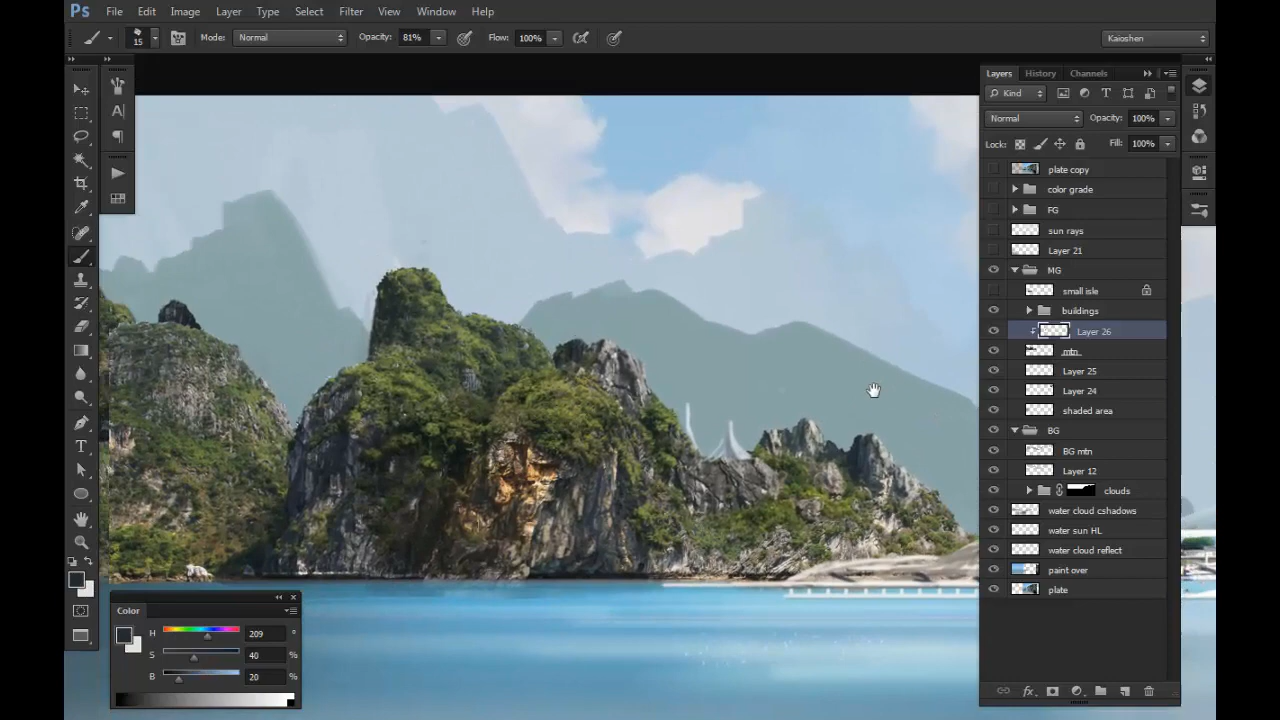 Ps File Edit Image Layer Type Select Filter View Window Help
15 Mode: Normal Opacity: 81% Flow: 100% Kaioshen
Layers History Channels
Kind
Normal Opacity: 100%
Lock: Fill: 100%
plate copy
color grade
FG
sun rays
Layer 21
MG
small isle
buildings
Layer 26
mtn
Layer 25
Layer 24
shaded area
BG
BG mtn
Layer 12
clouds
water cloud cshadows
water sun HL
water cloud reflect
paint over
plate
Color
H 209 °
S 40 %
B 20 %
fx